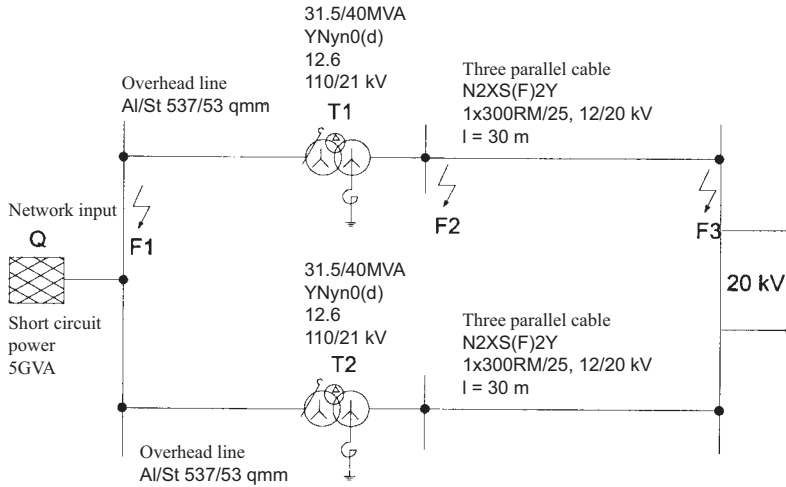 31.5/40MVA
YNyn0(d)
12.6
110/21 kV
T1
Overhead line
Al/St 537/53 qmm
Three parallel cable
N2XS(F)2Y
1x300RM/25, 12/20 kV
l = 30 m
Network input
Q
Short circuit
power
5GVA
F1
F2
F3
20 kV
31.5/40MVA
YNyn0(d)
12.6
110/21 kV
T2
Three parallel cable
N2XS(F)2Y
1x300RM/25, 12/20 kV
l = 30 m
Overhead line
Al/St 537/53 qmm